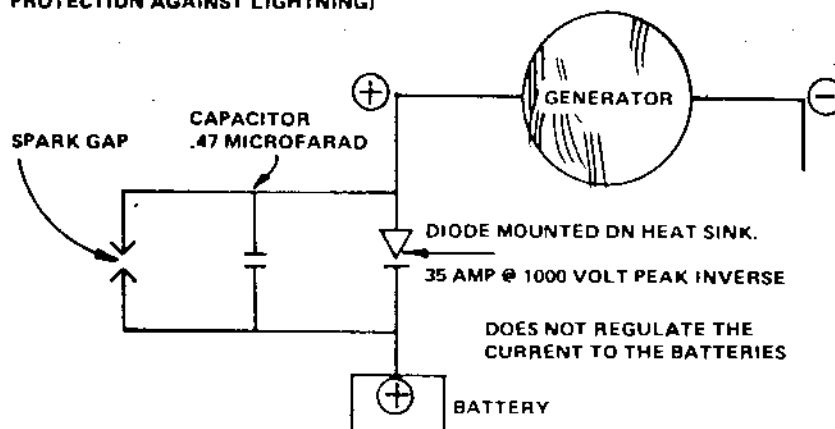 PROTECTION AGAINST LIGHTNING)
+
GENERATOR
−
CAPACITOR
.47 MICROFARAD
SPARK GAP
DIODE MOUNTED DN HEAT SINK.
35 AMP @ 1000 VOLT PEAK INVERSE
DOES NOT REGULATE THE
CURRENT TO THE BATTERIES
+
BATTERY